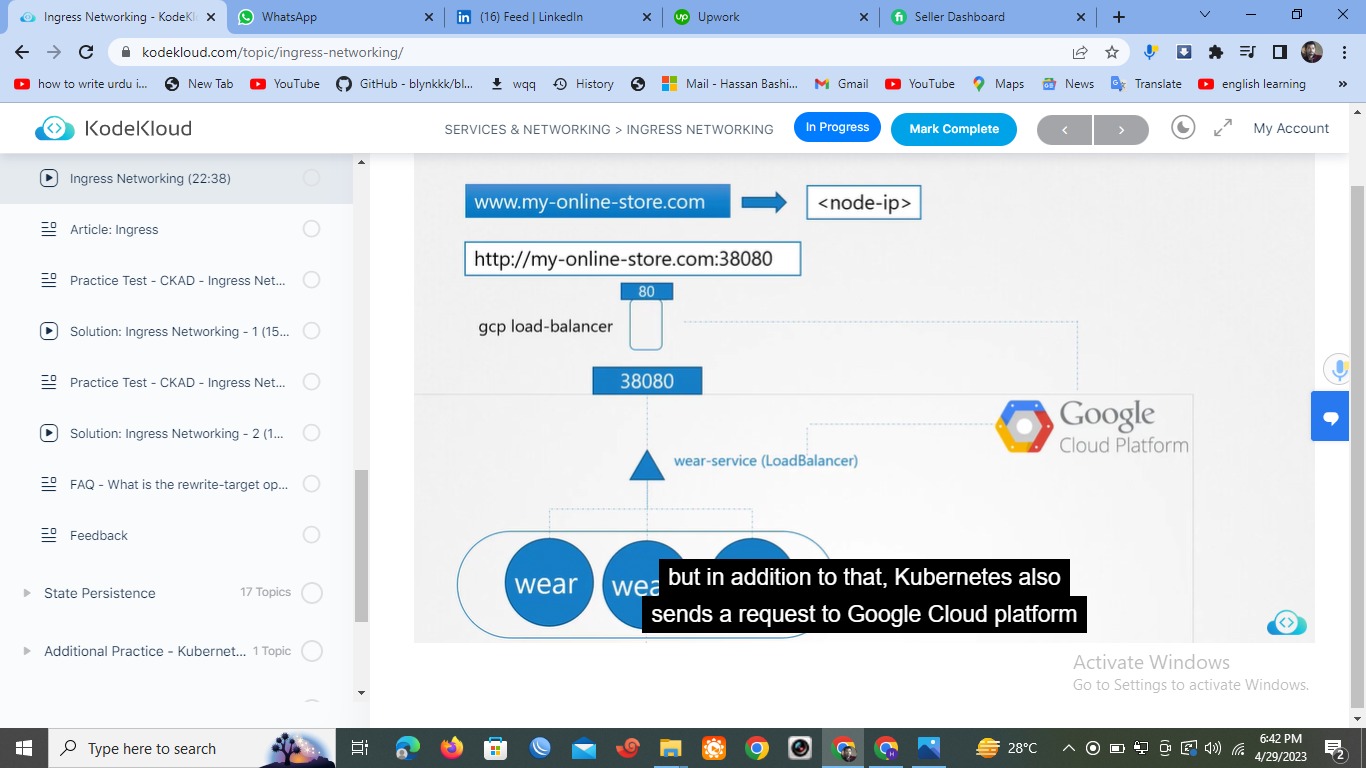 Ingress Networking - KodeKl
WhatsApp
(16) Feed | LinkedIn
Upwork
Seller Dashboard
kodekloud.com/topic/ingress-networking/
how to write urdu i...
New Tab
YouTube
GitHub - blynkkk/bl...
wqq
History
Mail - Hassan Bashi...
Gmail
YouTube
Maps
News
Translate
english learning
»
KodeKloud
SERVICES & NETWORKING > INGRESS NETWORKING
In Progress
Mark Complete
<
>
My Account
Ingress Networking (22:38)
Article: Ingress
Practice Test - CKAD - Ingress Net...
Solution: Ingress Networking - 1 (15...
Practice Test - CKAD - Ingress Net...
Solution: Ingress Networking - 2 (1...
FAQ - What is the rewrite-target op...
Feedback
State Persistence 17 Topics
Additional Practice - Kubernet... 1 Topic
www.my-online-store.com
<node-ip>
http://my-online-store.com:38080
80
gcp load-balancer
38080
Google
Cloud Platform
wear-service (LoadBalancer)
wear
but in addition to that, Kubernetes also
sends a request to Google Cloud platform
Activate Windows
Go to Settings to activate Windows.
Type here to search
28°C
6:42 PM
4/29/2023
2